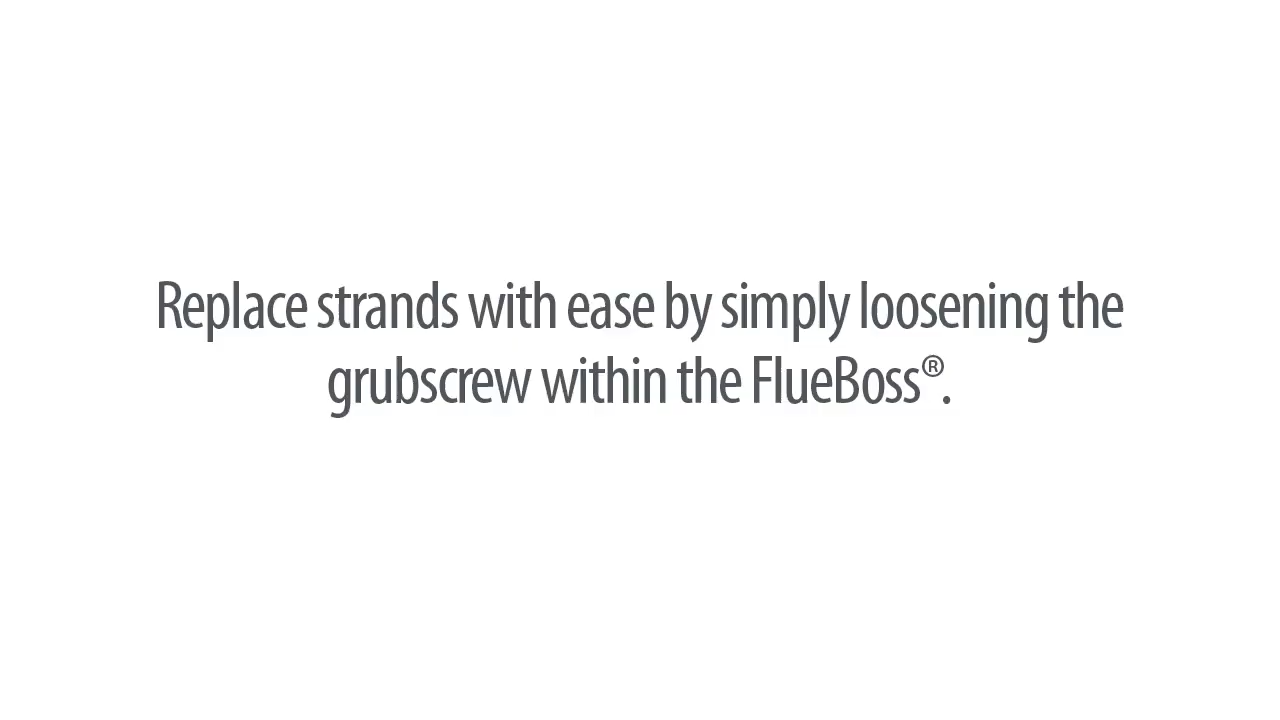 Replace strands with ease by simply loosening the
grubscrew within the FlueBoss®.